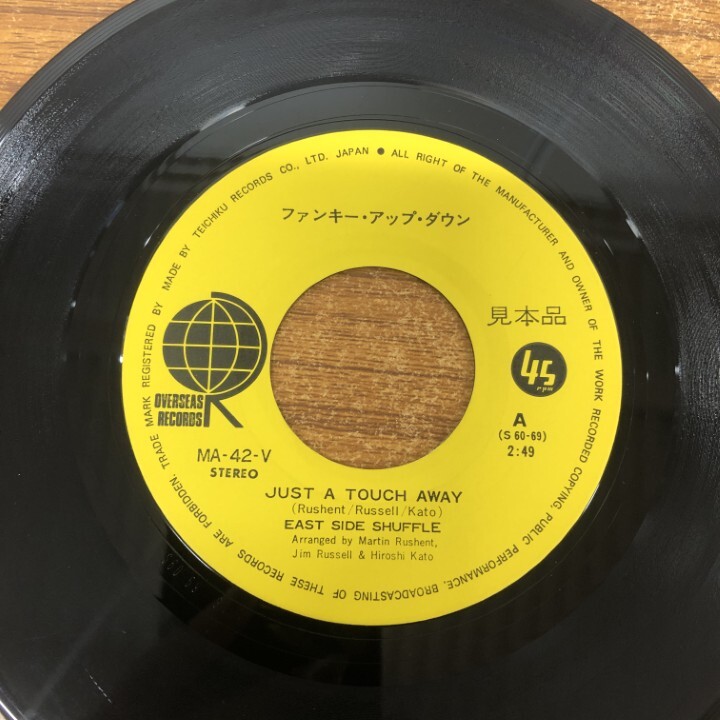 TRADE MARK REGISTERED BY MADE BY TEICHIKU RECORDS CO., LTD. JAPAN ● ALL RIGHT OF THE MANUFACTURER AND OWNER OF THE WORK RECORDED COPYING, PUBLIC PERFORMANCE, BROADCASTING OF THESE RECORDS ARE FORBIDDEN.
ファンキー・アップ・ダウン
見本品
45
rpm
OVERSEAS
RECORDS
A
(S 60-69)
2:49
MA-42-V
STEREO
JUST A TOUCH AWAY
(Rushent/Russell/Kato)
EAST SIDE SHUFFLE
Arranged by Martin Rushent,
Jim Russell & Hiroshi Kato